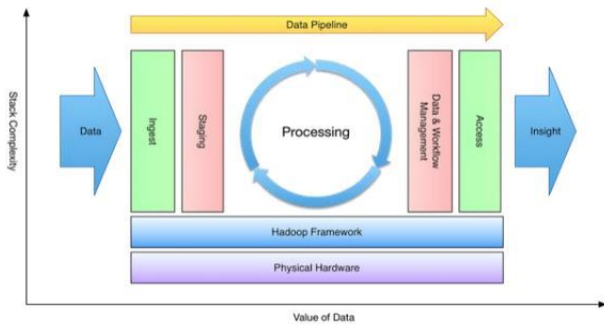 Data Pipeline
Stack Complexity
Data
Ingest
Staging
Processing
Data & Workflow
Management
Access
Insight
Hadoop Framework
Physical Hardware
Value of Data